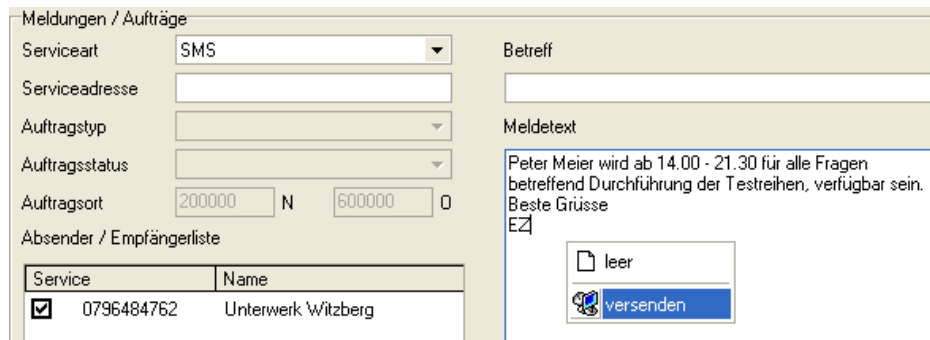 Meldungen / Aufträge
Serviceart SMS
Serviceadresse
Auftragstyp
Auftragsstatus
Auftragsort 200000 N 600000 O
Absender / Empfängerliste
Service Name
0796484762 Unterwerk Witzberg
Betreff
Meldetext
Peter Meier wird ab 14.00 - 21.30 für alle Fragen
betreffend Durchführung der Testreihen, verfügbar sein.
Beste Grüsse
EZ
leer
versenden